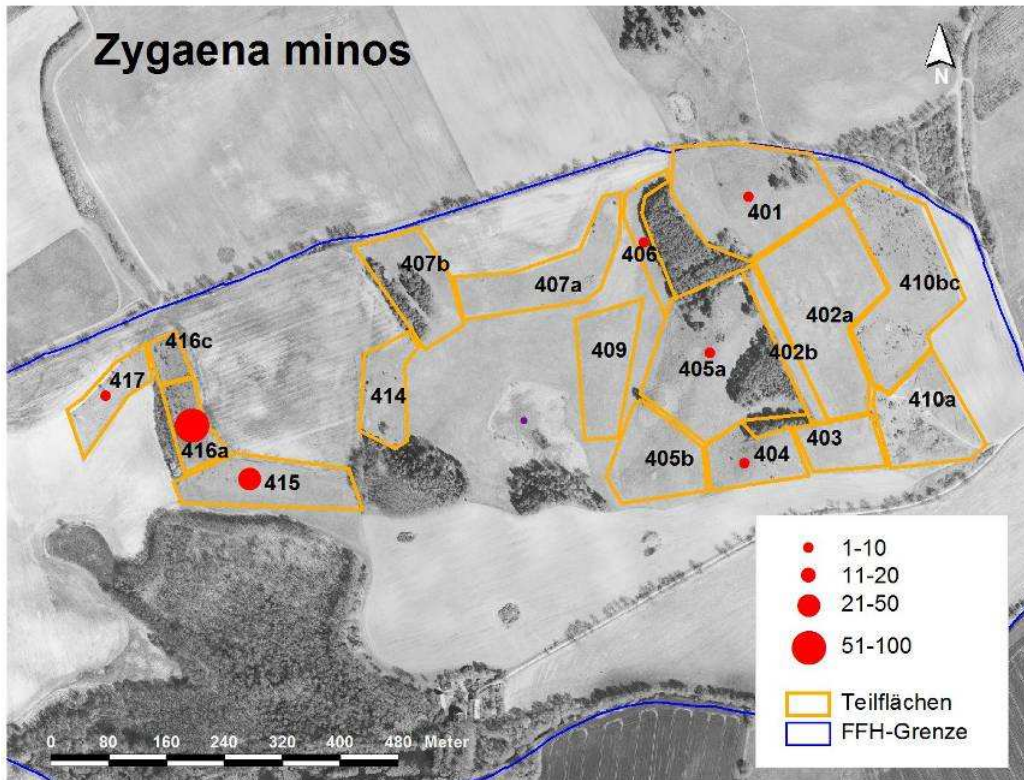 Zygaena minos
N
401
406
407b
407a
410bc
402a
409
402b
416c
405a
417
414
410a
416a
403
405b
404
415
1-10
11-20
21-50
51-100
Teilflächen
FFH-Grenze
0 80 160 240 320 400 480 Meter